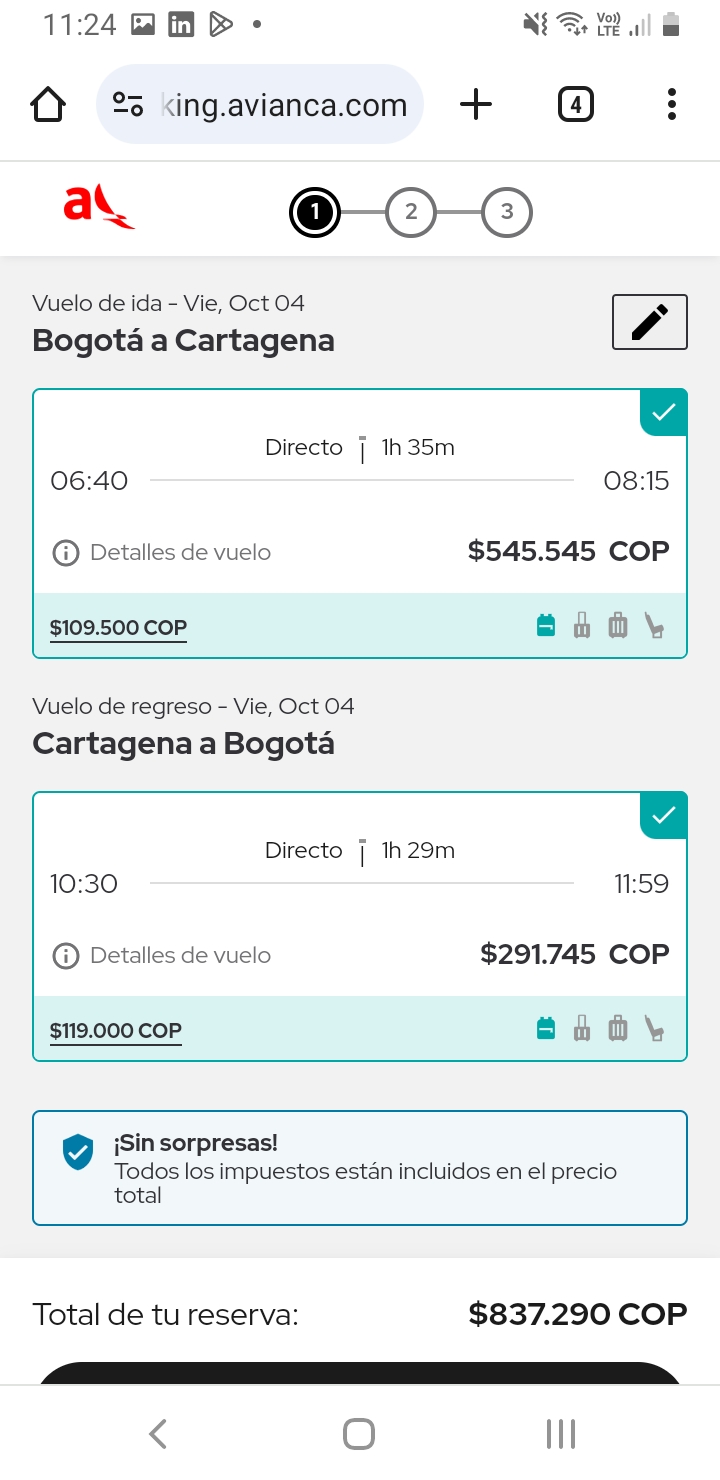 11:24
Vo)) LTE
king.avianca.com
4
a
1 2 3
Vuelo de ida - Vie, Oct 04
Bogotá a Cartagena
Directo 1h 35m
06:40 08:15
Detalles de vuelo $545.545 COP
$109.500 COP
Vuelo de regreso - Vie, Oct 04
Cartagena a Bogotá
Directo 1h 29m
10:30 11:59
Detalles de vuelo $291.745 COP
$119.000 COP
¡Sin sorpresas!
Todos los impuestos están incluidos en el precio
total
Total de tu reserva: $837.290 COP